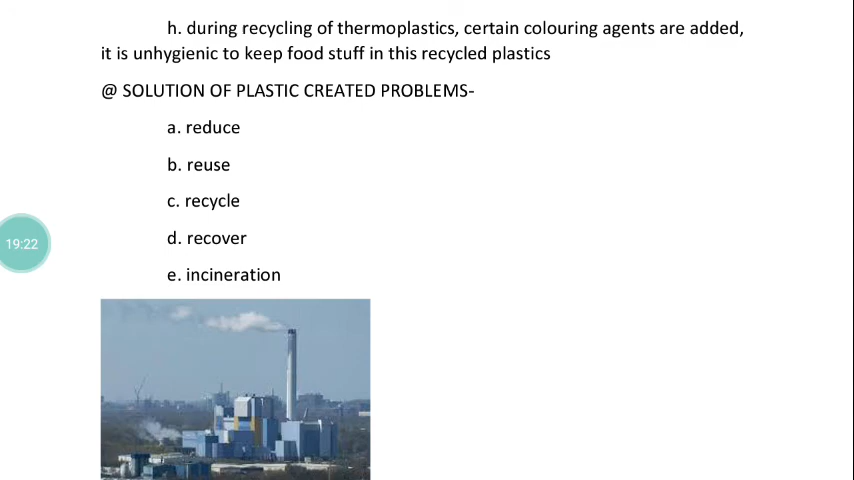 h. during recycling of thermoplastics, certain colouring agents are added,
it is unhygienic to keep food stuff in this recycled plastics
@ SOLUTION OF PLASTIC CREATED PROBLEMS-
a. reduce
b. reuse
c. recycle
d. recover
19:22
e. incineration